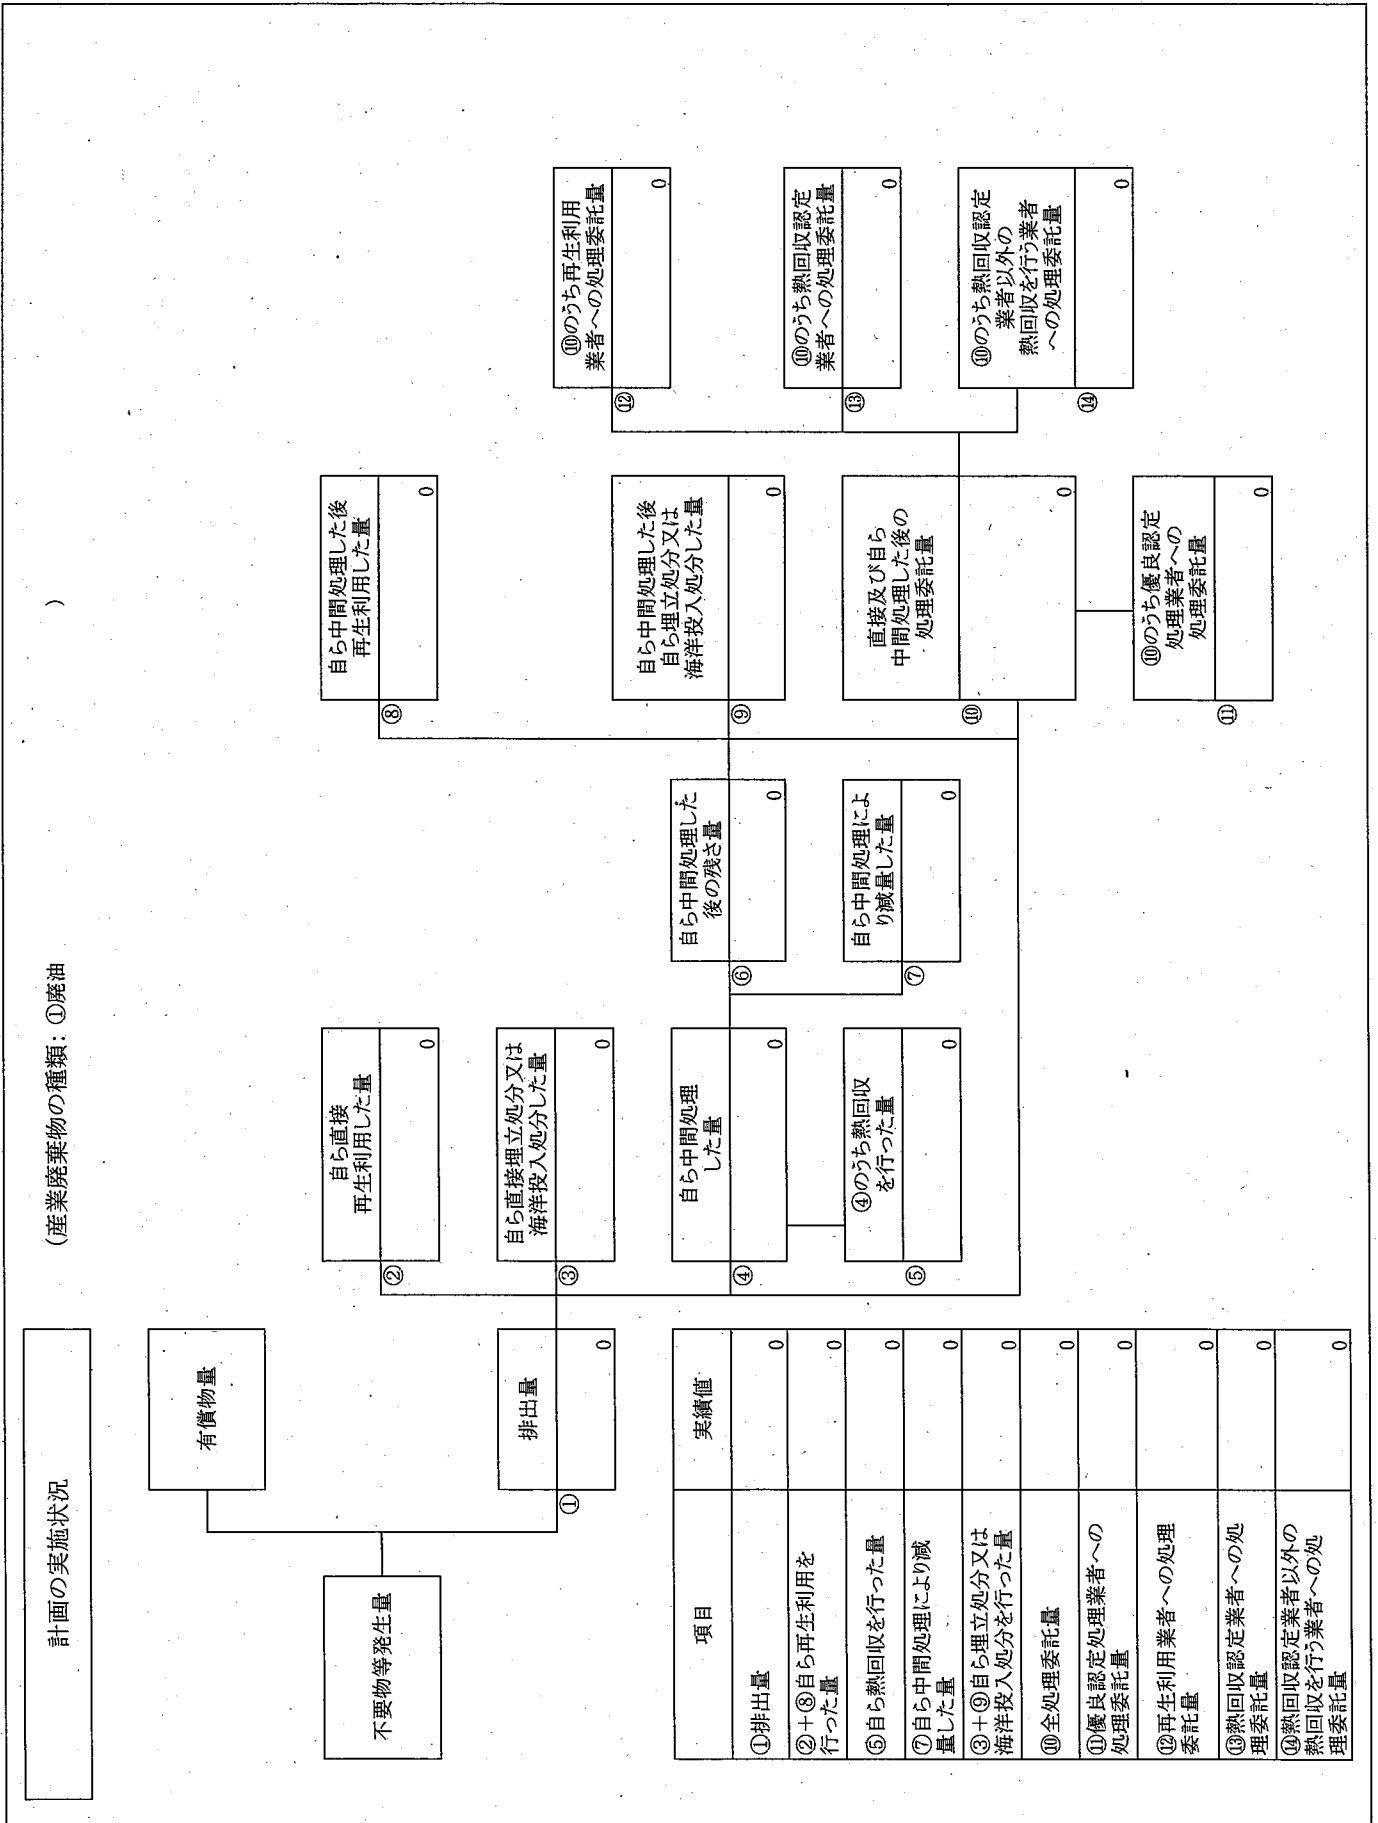 計画の実施状況
(産業廃棄物の種類：①廃油 )
不要物等発生量
有償物量
①
排出量
0
②
自ら直接
再生利用した量
0
③
自ら直接埋立処分又は
海洋投入処分した量
0
④
自ら中間処理
した量
0
⑤
④のうち熱回収
を行った量
0
⑥
自ら中間処理した
後の残さ量
0
⑦
自ら中間処理によ
り減量した量
0
⑧
自ら中間処理した後
再生利用した量
0
⑨
自ら中間処理した後
自ら埋立処分又は
海洋投入処分した量
0
⑩
直接及び自ら
中間処理した後の
処理委託量
0
⑪
⑩のうち優良認定
処理業者への
処理委託量
0
⑫
⑩のうち再生利用
業者への処理委託量
0
⑬
⑩のうち熱回収認定
業者への処理委託量
0
⑭
⑩のうち熱回収認定
業者以外の
熱回収を行う業者
への処理委託量
0
項目 実績値
①排出量 0
②＋⑧自ら再生利用を
行った量 0
⑤自ら熱回収を行った量 0
⑦自ら中間処理により減
量した量 0
③＋⑨自ら埋立処分又は
海洋投入処分を行った量 0
⑩全処理委託量 0
⑪優良認定処理業者への
処理委託量 0
⑫再生利用業者への処理
委託量 0
⑬熱回収認定業者への処
理委託量 0
⑭熱回収認定業者以外の
熱回収を行う業者への処
理委託量 0